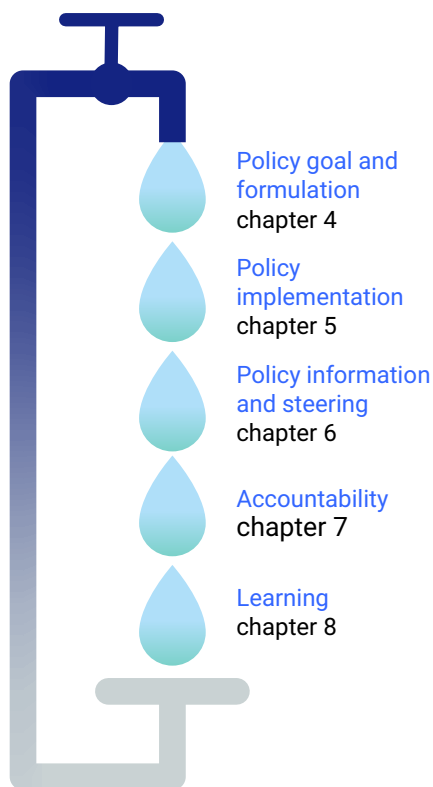 Policy goal and
formulation
chapter 4
Policy
implementation
chapter 5
Policy information
and steering
chapter 6
Accountability
chapter 7
Learning
chapter 8